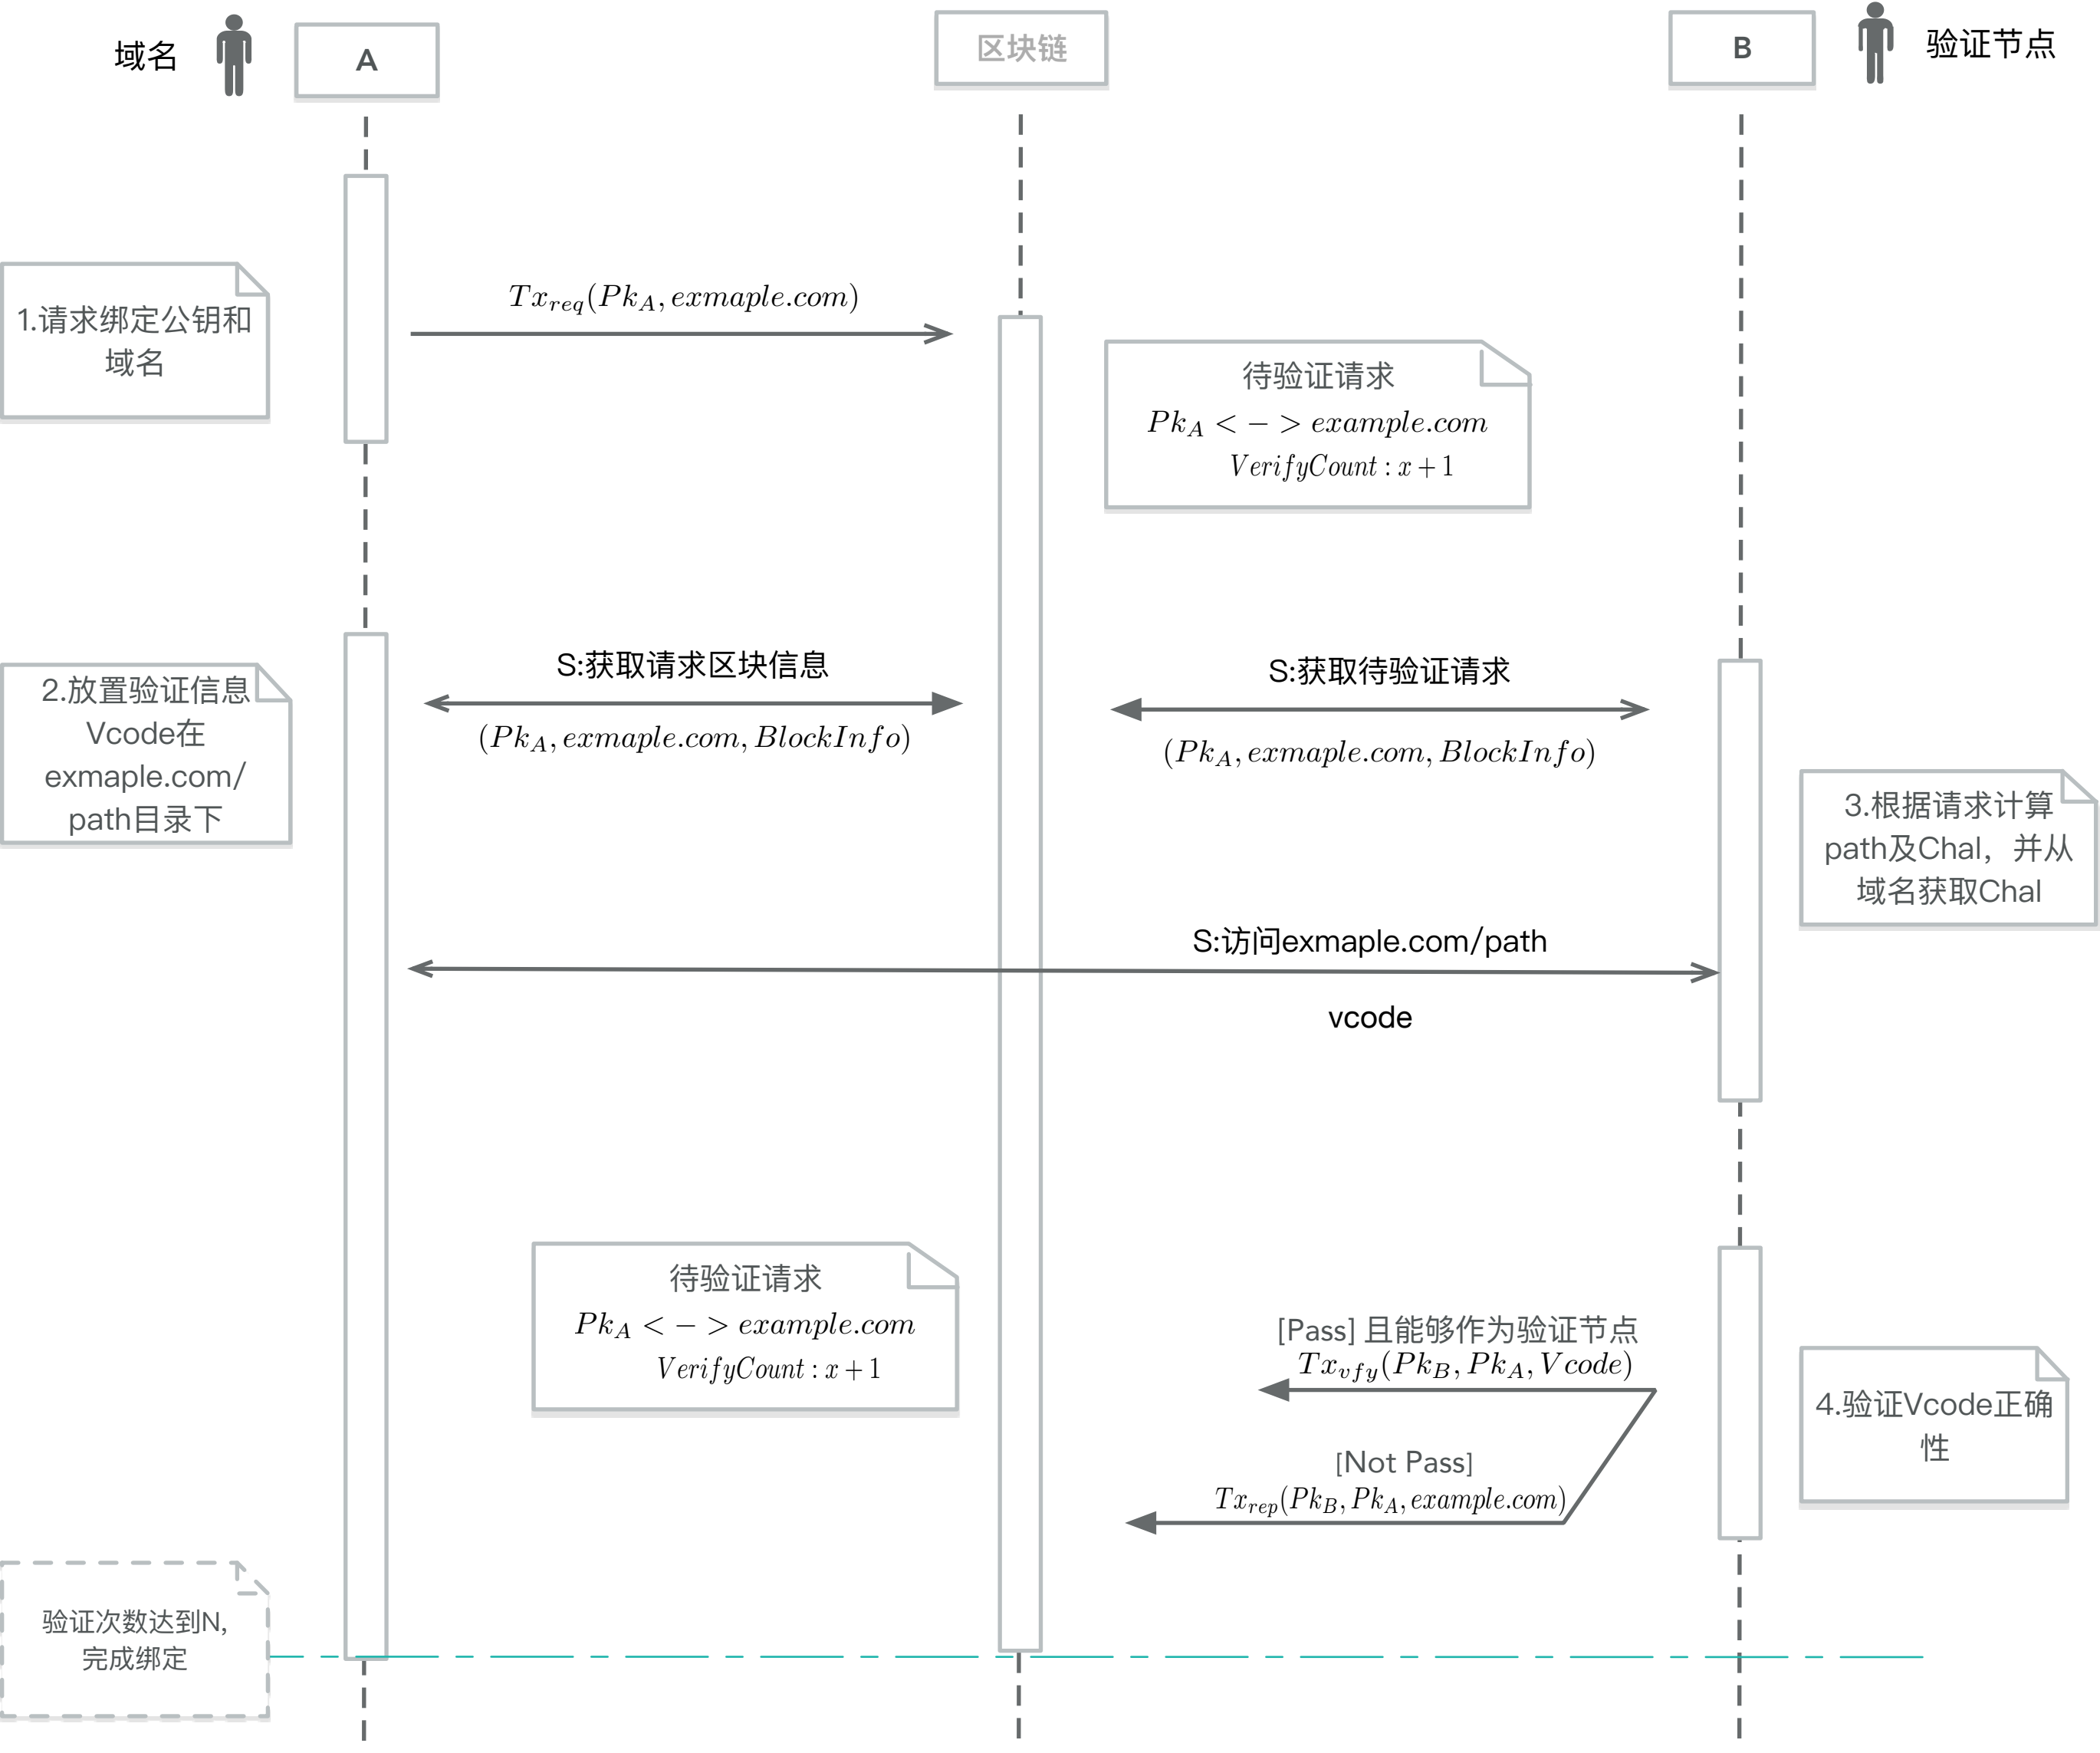 域名
A
区块链
B
验证节点
1.请求绑定公钥和
域名
Tx_req(Pk_A, exmaple.com)
待验证请求
Pk_A < − > example.com
VerifyCount : x + 1
2.放置验证信息
Vcode在
exmaple.com/
path目录下
S:获取请求区块信息
(Pk_A, exmaple.com, BlockInfo)
S:获取待验证请求
(Pk_A, exmaple.com, BlockInfo)
3.根据请求计算
path及Chal，并从
域名获取Chal
S:访问exmaple.com/path
vcode
待验证请求
Pk_A < − > example.com
VerifyCount : x + 1
[Pass] 且能够作为验证节点
Tx_vfy(Pk_B, Pk_A, Vcode)
[Not Pass]
Tx_rep(Pk_B, Pk_A, example.com)
4.验证Vcode正确
性
验证次数达到N,
完成绑定